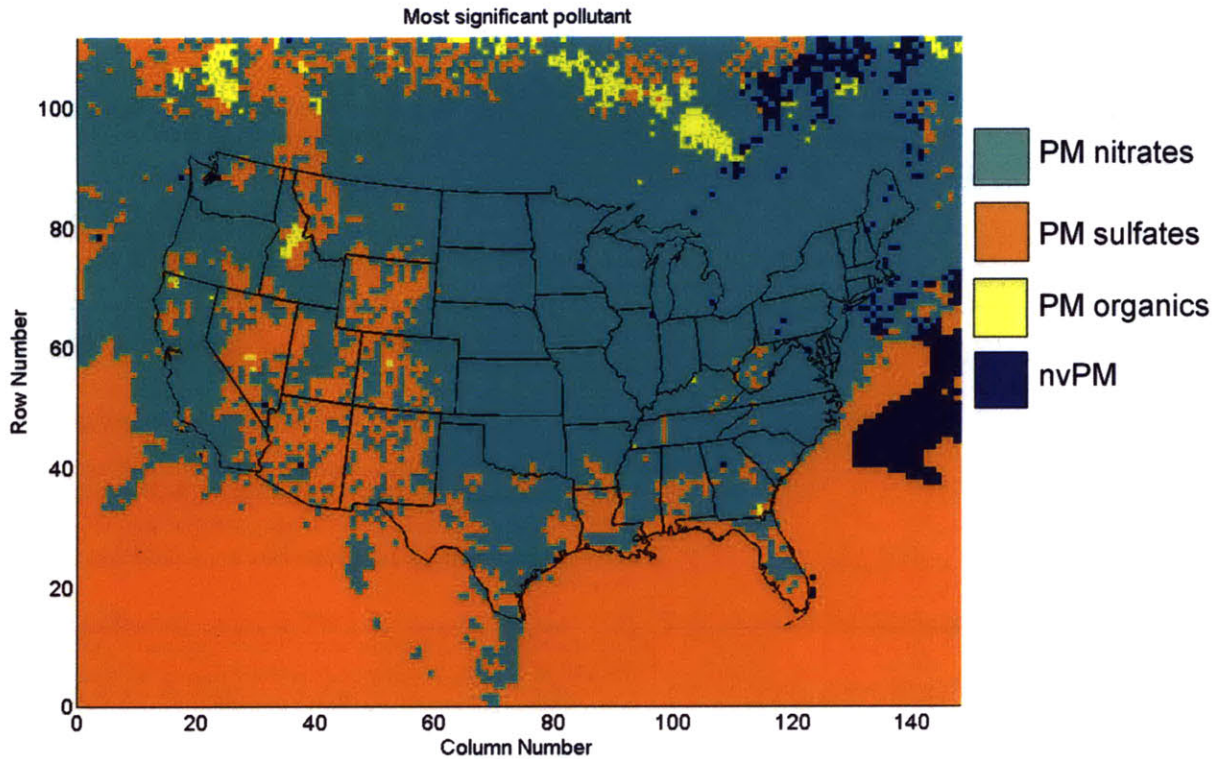 Most significant pollutant
100
80
60
40
20
0
Row Number
0 20 40 60 80 100 120 140
Column Number
PM nitrates
PM sulfates
PM organics
nvPM